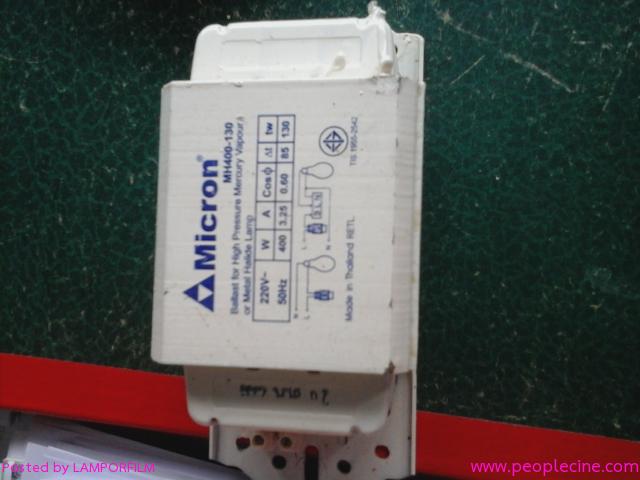 Micron®
MH400-130
Ballast for High Pressure Mercury Vapour
or Metal Halide Lamp
220V~ W A Cosφ Δt tw
50Hz 400 3.25 0.60 85 130
N
L
L
N
TIS 1955-2542
Made in Thailand RETL
Posted by LAMPORFILM
www.peoplecine.com